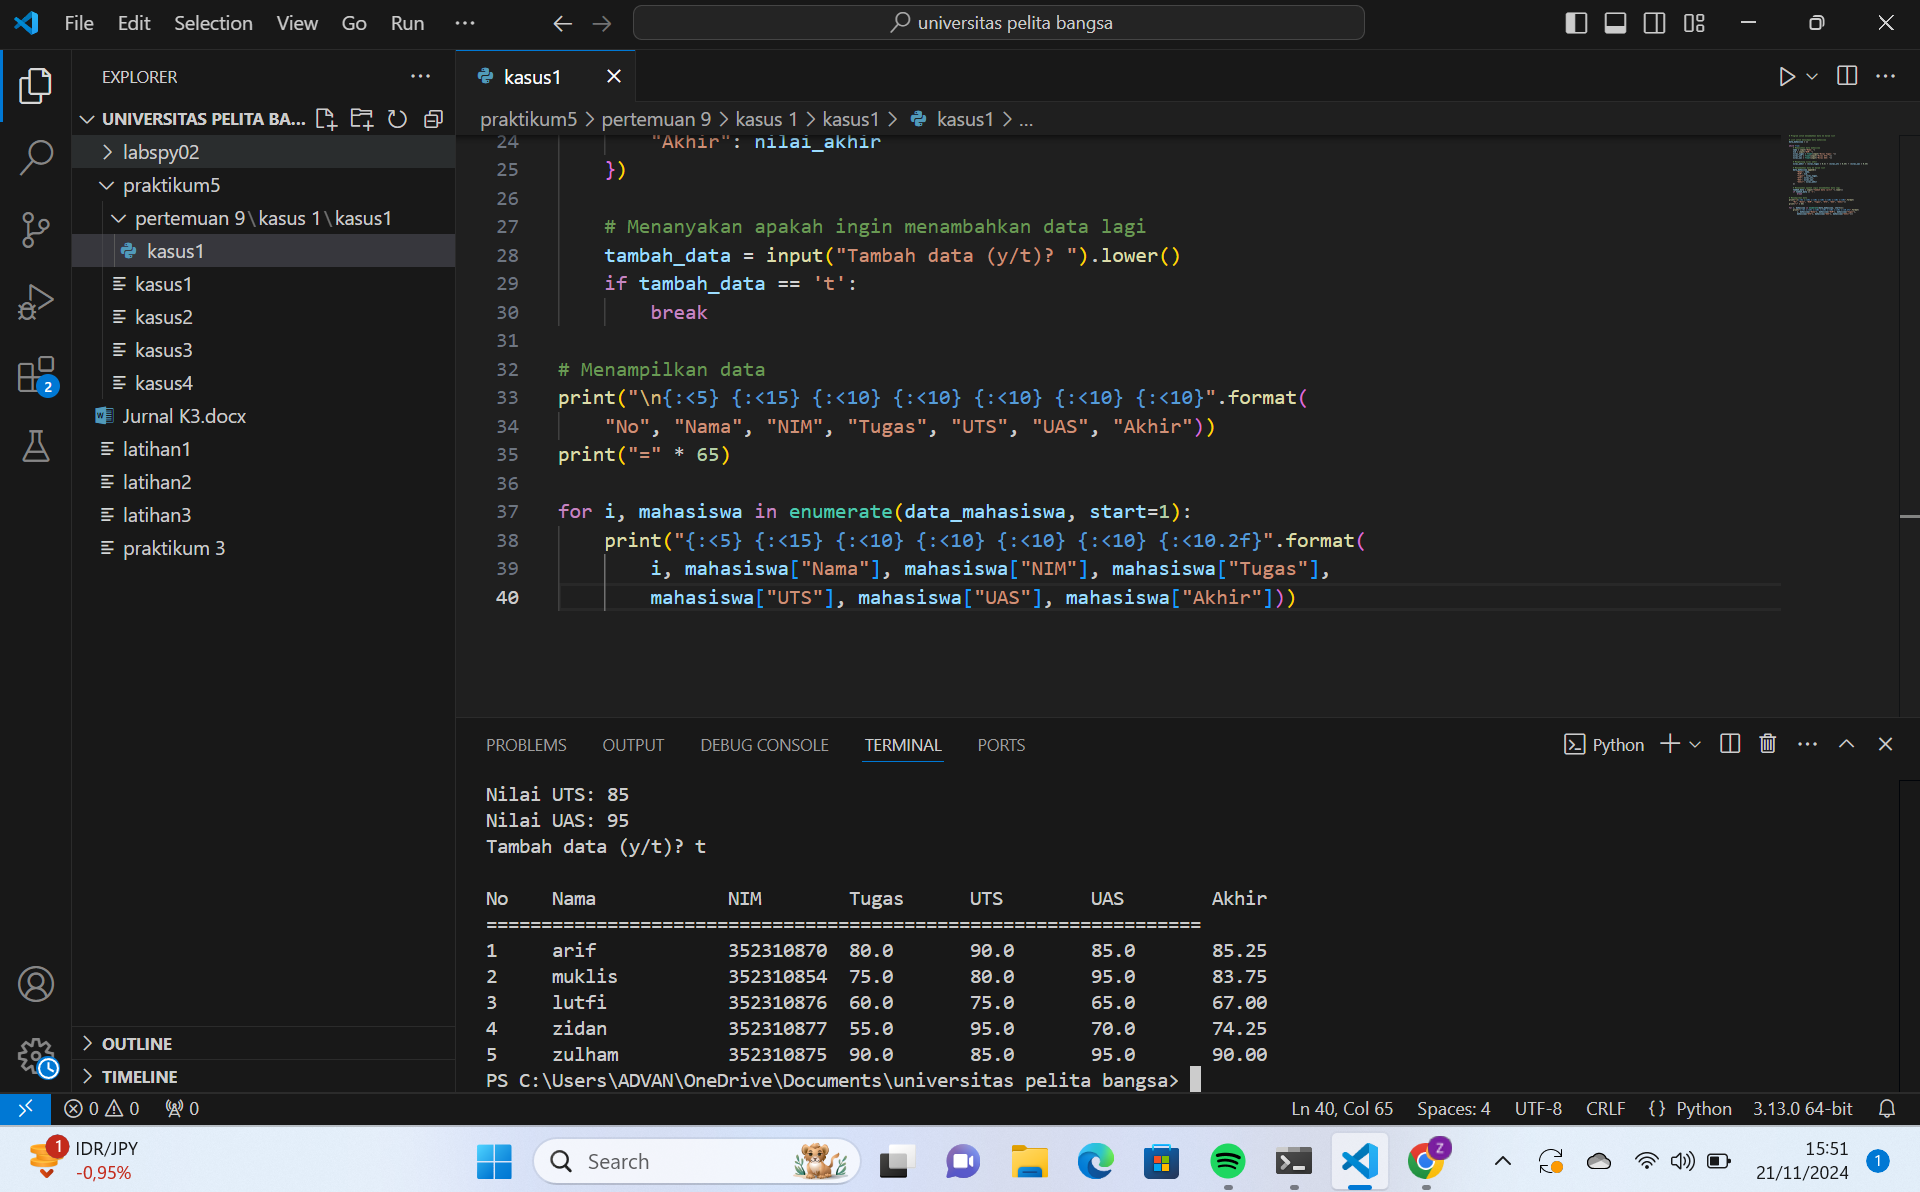 File Edit Selection View Go Run ...
universitas pelita bangsa
EXPLORER
UNIVERSITAS PELITA BA...
labspy02
praktikum5
pertemuan 9\kasus 1\kasus1
kasus1
kasus1
kasus2
kasus3
kasus4
Jurnal K3.docx
latihan1
latihan2
latihan3
praktikum 3
OUTLINE
TIMELINE
2
kasus1
praktikum5 > pertemuan 9 > kasus 1 > kasus1 > kasus1 > ...
24 "Akhir": nilai_akhir
25 })
26
27 # Menanyakan apakah ingin menambahkan data lagi
28 tambah_data = input("Tambah data (y/t)? ").lower()
29 if tambah_data == 't':
30 break
31
32 # Menampilkan data
33 print("\n{:<5} {:<15} {:<10} {:<10} {:<10} {:<10} {:<10}".format(
34 "No", "Nama", "NIM", "Tugas", "UTS", "UAS", "Akhir"))
35 print("=" * 65)
36
37 for i, mahasiswa in enumerate(data_mahasiswa, start=1):
38 print("{:<5} {:<15} {:<10} {:<10} {:<10} {:<10} {:<10.2f}".format(
39 i, mahasiswa["Nama"], mahasiswa["NIM"], mahasiswa["Tugas"],
40 mahasiswa["UTS"], mahasiswa["UAS"], mahasiswa["Akhir"]))
PROBLEMS OUTPUT DEBUG CONSOLE TERMINAL PORTS
Python
Nilai UTS: 85
Nilai UAS: 95
Tambah data (y/t)? t
No Nama NIM Tugas UTS UAS Akhir
=================================================================
1 arif 352310870 80.0 90.0 85.0 85.25
2 muklis 352310854 75.0 80.0 95.0 83.75
3 lutfi 352310876 60.0 75.0 65.0 67.00
4 zidan 352310877 55.0 95.0 70.0 74.25
5 zulham 352310875 90.0 85.0 95.0 90.00
PS C:\Users\ADVAN\OneDrive\Documents\universitas pelita bangsa>
0 0 0 Ln 40, Col 65 Spaces: 4 UTF-8 CRLF {} Python 3.13.0 64-bit
1 IDR/JPY
-0,95%
Search
Z
15:51
21/11/2024
1